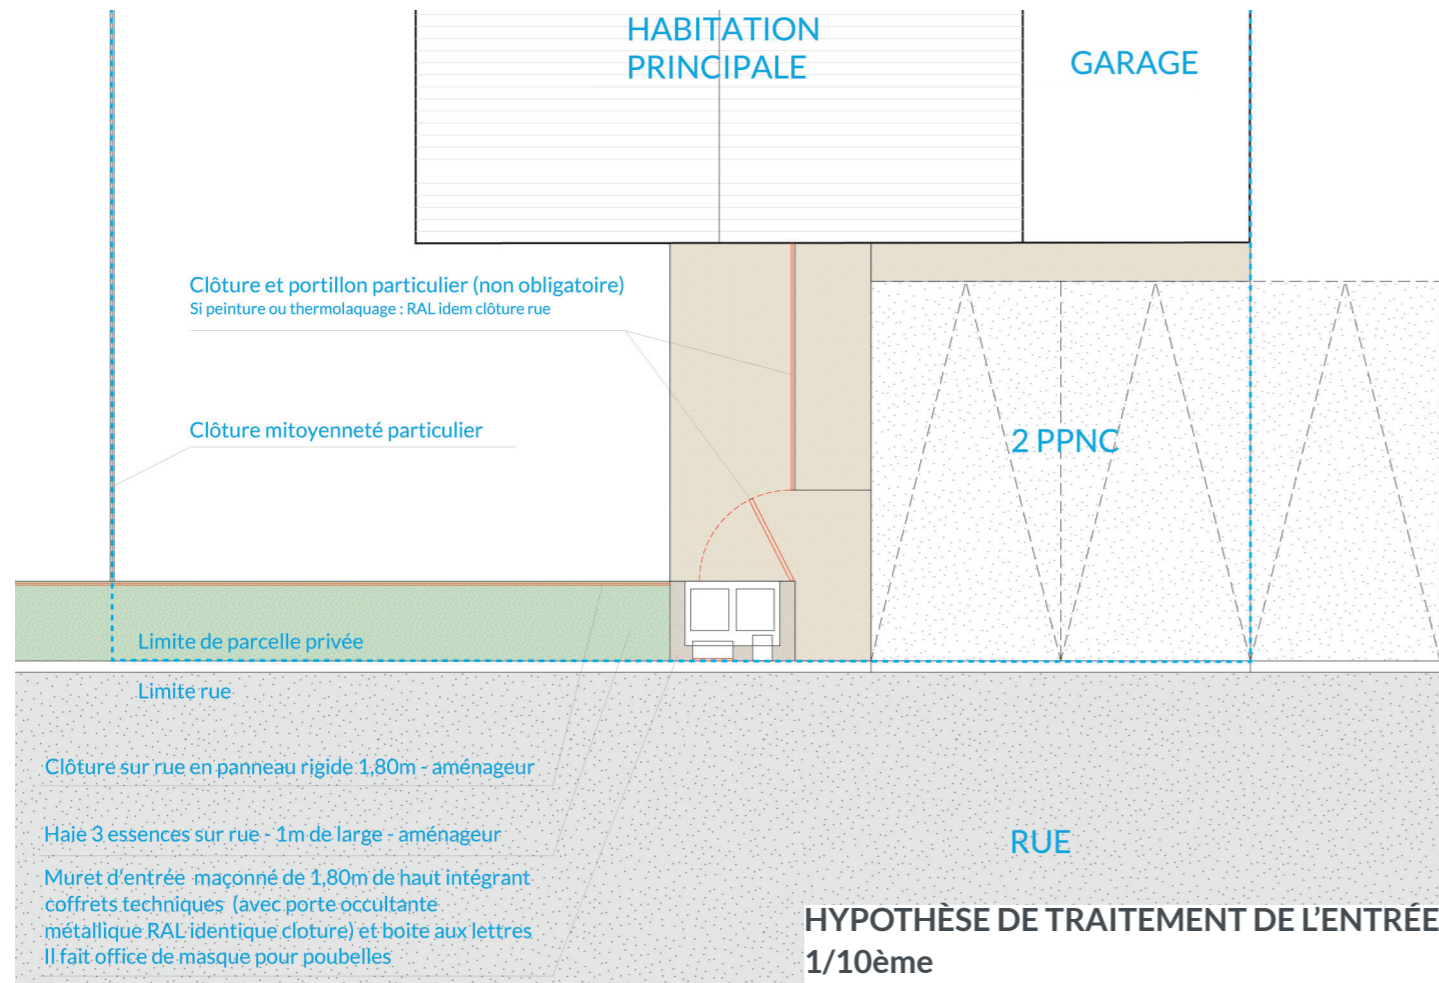 HABITATION
PRINCIPALE
GARAGE
Clôture et portillon particulier (non obligatoire)
Si peinture ou thermolaquage : RAL idem clôture rue
Clôture mitoyenneté particulier
2 PPNC
Limite de parcelle privée
Limite rue
Clôture sur rue en panneau rigide 1,80m - aménageur
Haie 3 essences sur rue - 1m de large - aménageur
Muret d'entrée maçonné de 1,80m de haut intégrant
coffrets techniques (avec porte occultante
métallique RAL identique cloture) et boite aux lettres
Il fait office de masque pour poubelles
RUE
HYPOTHÈSE DE TRAITEMENT DE L'ENTRÉE
1/10ème